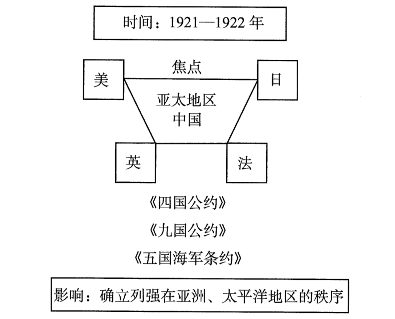 时间：1921—1922 年
焦点
美
日
亚太地区
中国
英
法
《四国公约》
《九国公约》
《五国海军条约》
影响：确立列强在亚洲、太平洋地区的秩序